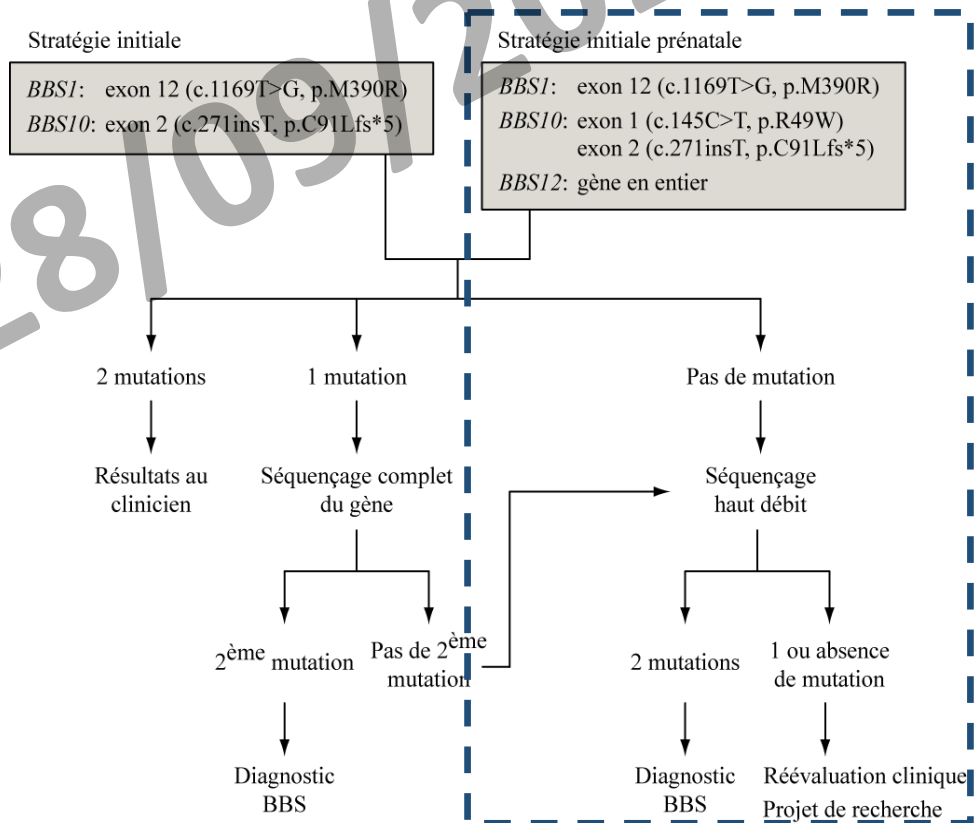 Stratégie initiale
BBS1: exon 12 (c.1169T>G, p.M390R)
BBS10: exon 2 (c.271insT, p.C91Lfs*5)
Stratégie initiale prénatale
BBS1: exon 12 (c.1169T>G, p.M390R)
BBS10: exon 1 (c.145C>T, p.R49W)
exon 2 (c.271insT, p.C91Lfs*5)
BBS12: gène en entier
2 mutations
1 mutation
Pas de mutation
Résultats au
clinicien
Séquençage complet
du gène
Séquençage
haut débit
2ème mutation
Pas de 2ème
mutation
2 mutations
1 ou absence
de mutation
Diagnostic
BBS
Diagnostic
BBS
Réévaluation clinique
Projet de recherche
28/09/20